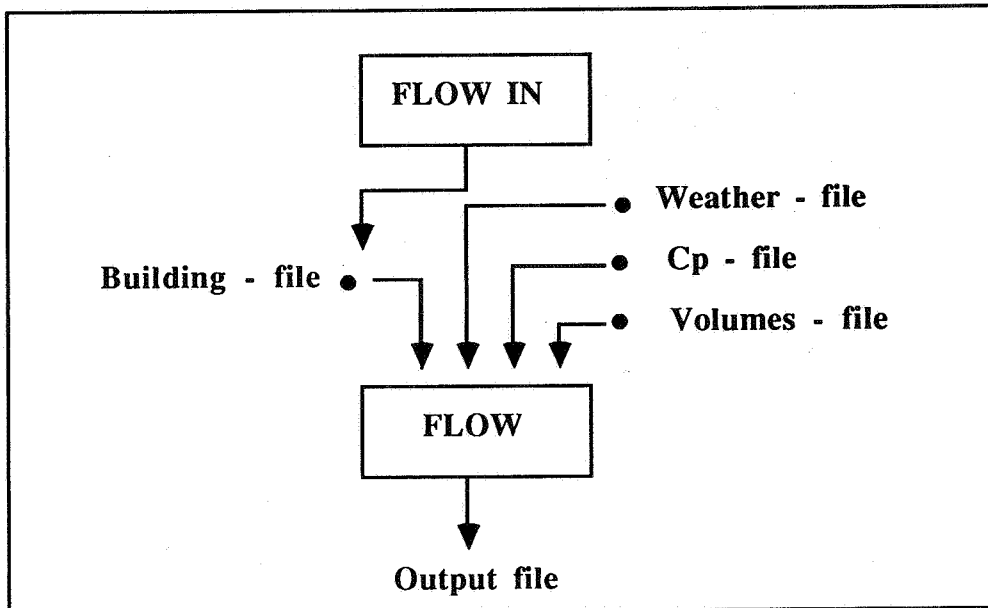 FLOW IN
Weather - file
Cp - file
Building - file
Volumes - file
FLOW
Output file